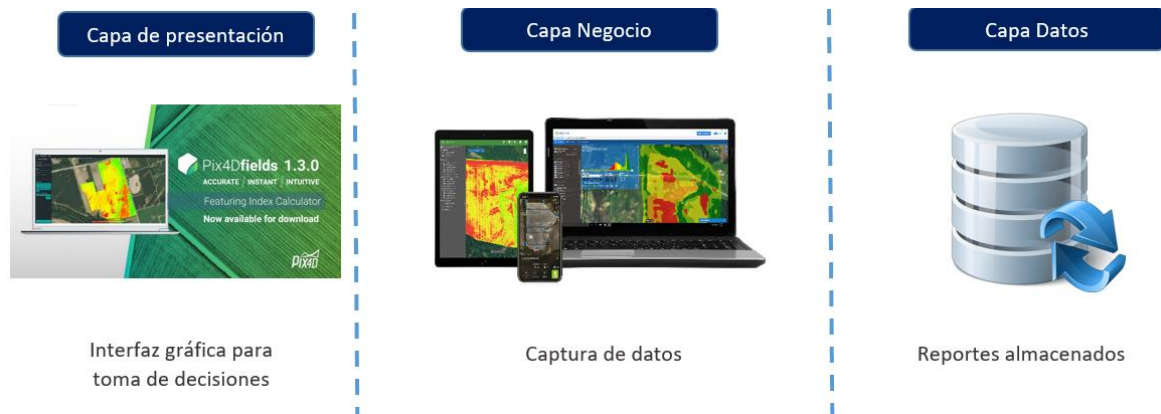 Capa de presentación
Capa Negocio
Capa Datos
Pix4Dfields 1.3.0
ACCURATE | INSTANT | INTUITIVE
Featuring Index Calculator
Now available for download
PIX4D
Interfaz gráfica para
toma de decisiones
Captura de datos
Reportes almacenados